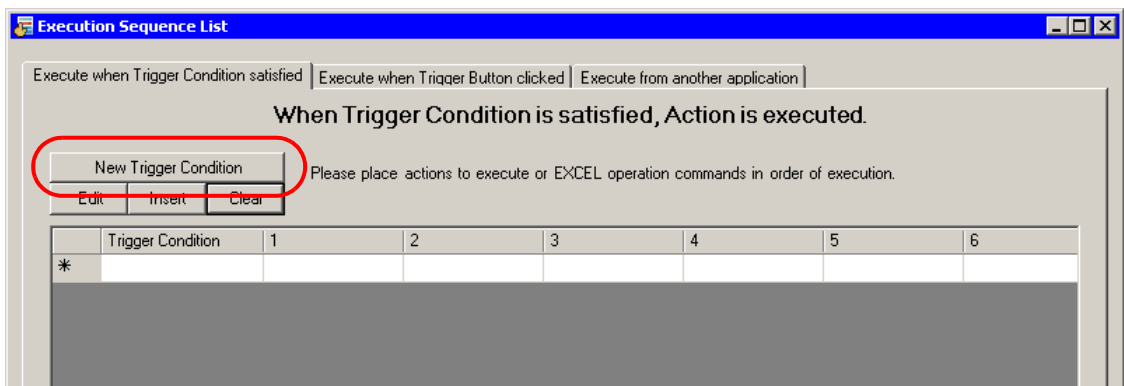 Execution Sequence List
Execute when Trigger Condition satisfied Execute when Trigger Button clicked Execute from another application
When Trigger Condition is satisfied, Action is executed.
New Trigger Condition
Please place actions to execute or EXCEL operation commands in order of execution.
Edit Insert Clear
Trigger Condition 1 2 3 4 5 6
*